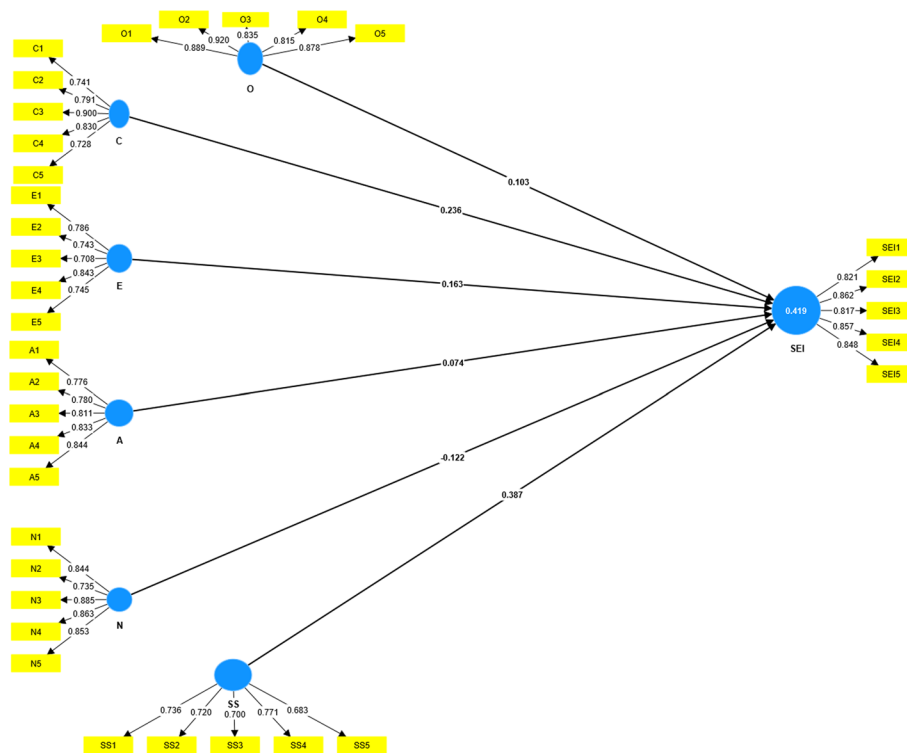 O1
O2
O3
O4
O5
0.889
0.920
0.835
0.815
0.878
O
C1
C2
C3
C4
C5
0.741
0.791
0.900
0.830
0.728
C
E1
E2
E3
E4
E5
0.786
0.743
0.708
0.843
0.745
E
A1
A2
A3
A4
A5
0.776
0.780
0.811
0.833
0.844
A
N1
N2
N3
N4
N5
0.844
0.735
0.885
0.863
0.853
N
SS
0.736
0.720
0.700
0.771
0.683
SS1
SS2
SS3
SS4
SS5
0.103
0.236
0.163
0.074
-0.122
0.387
0.419
SEI
0.821
0.862
0.817
0.857
0.848
SEI1
SEI2
SEI3
SEI4
SEI5